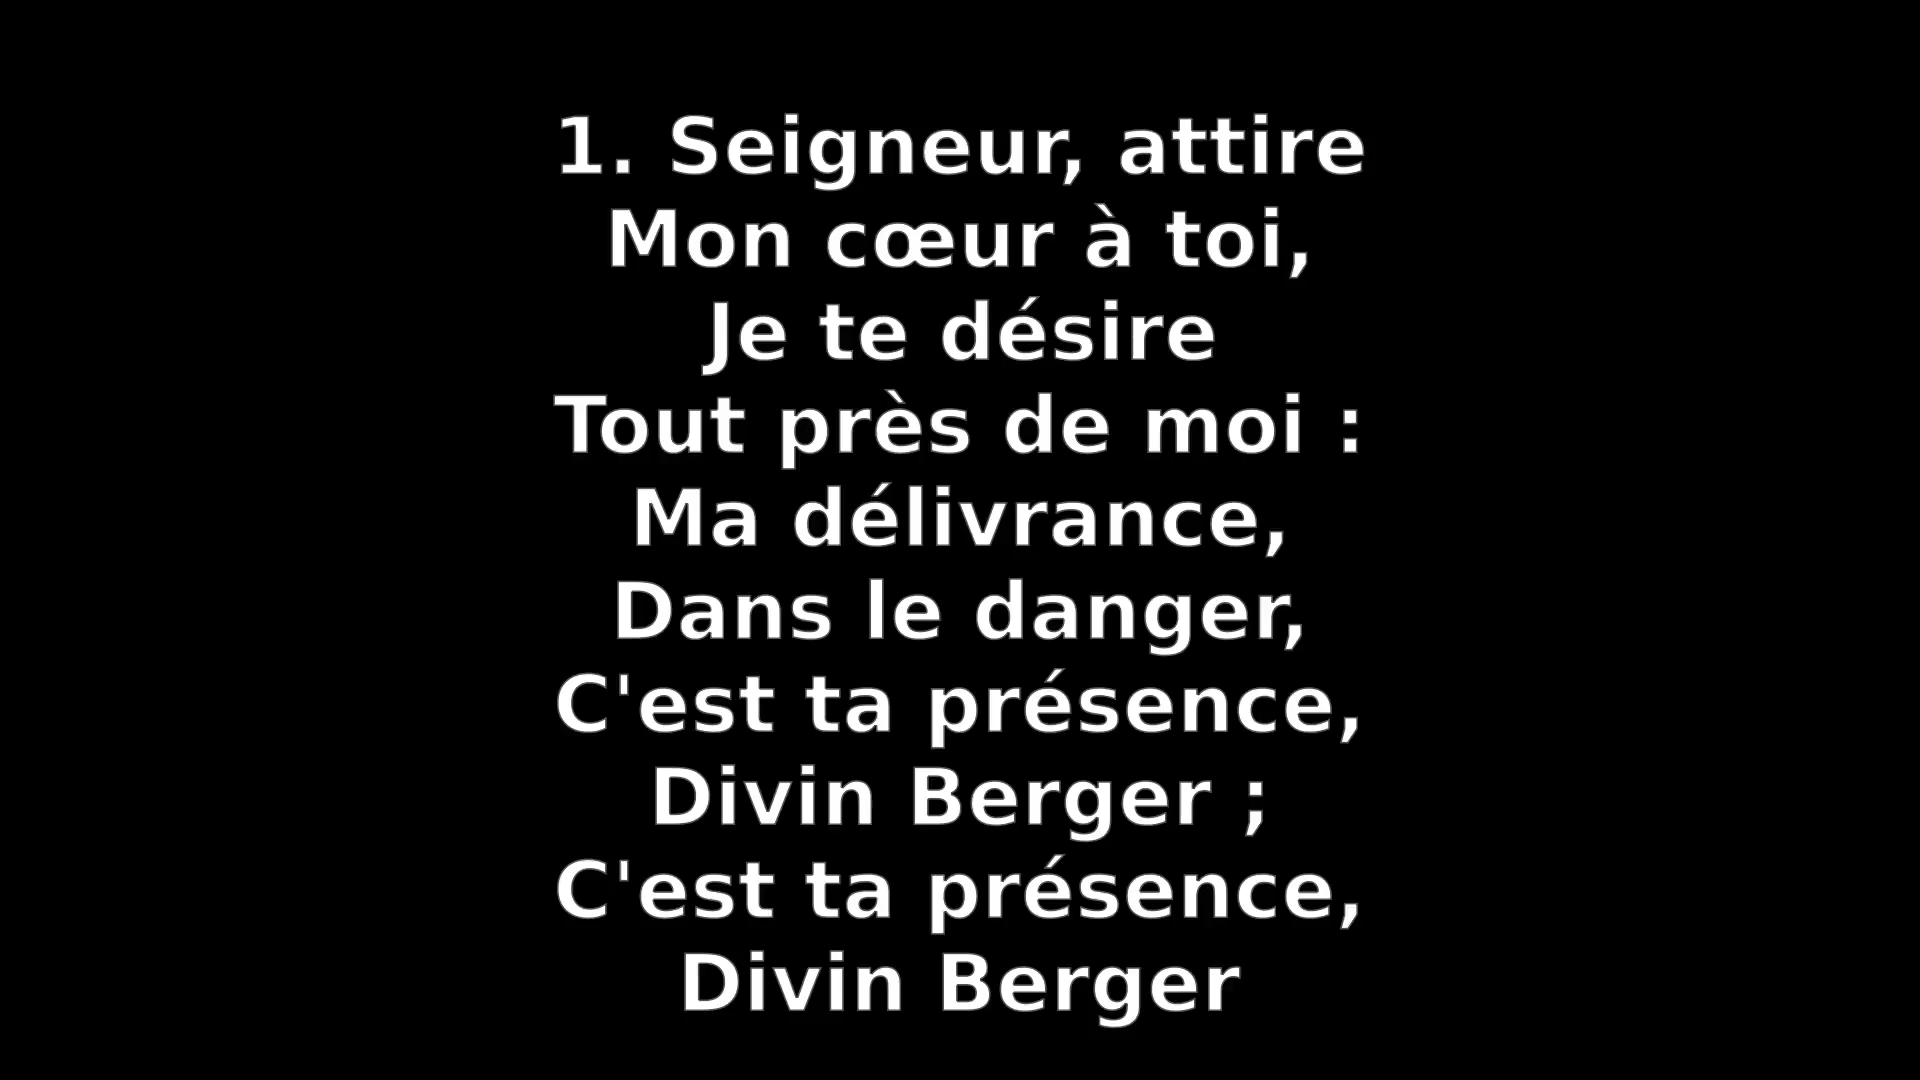 1. Seigneur, attire
Mon cœur à toi,
Je te désire
Tout près de moi :
Ma délivrance,
Dans le danger,
C'est ta présence,
Divin Berger ;
C'est ta présence,
Divin Berger